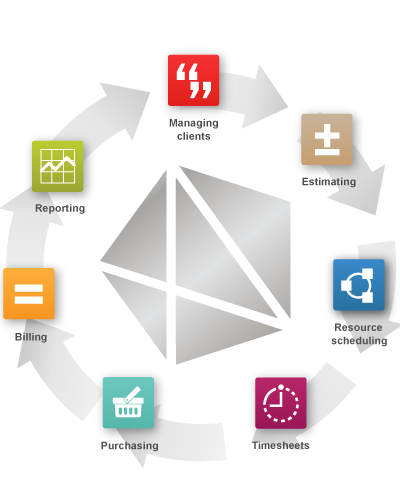 Managing
clients
Estimating
Resource
scheduling
Timesheets
Purchasing
Billing
Reporting